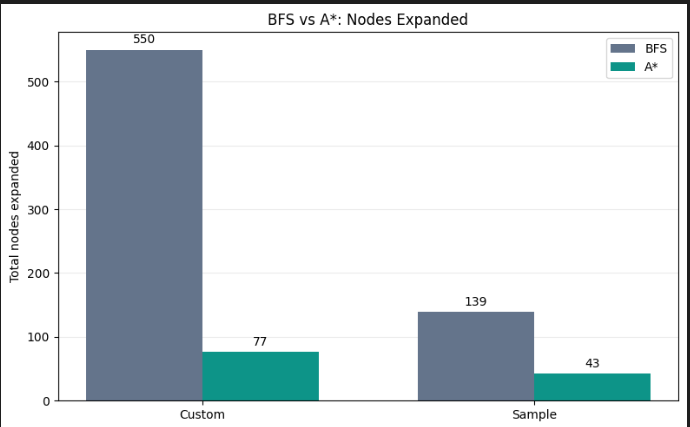 BFS vs A*: Nodes Expanded
550
BFS
A*
500
400
300
200
100
0
Total nodes expanded
139
77
43
Custom
Sample